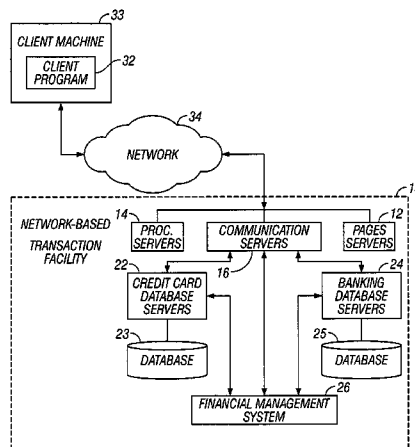 33
CLIENT MACHINE
CLIENT
PROGRAM
32
34
NETWORK
NETWORK-BASED
TRANSACTION
FACILITY
14
PROC.
SERVERS
COMMUNICATION
SERVERS
16
12
PAGES
SERVERS
22
CREDIT CARD
DATABASE
SERVERS
24
BANKING
DATABASE
SERVERS
23
DATABASE
25
DATABASE
26
FINANCIAL MANAGEMENT
SYSTEM